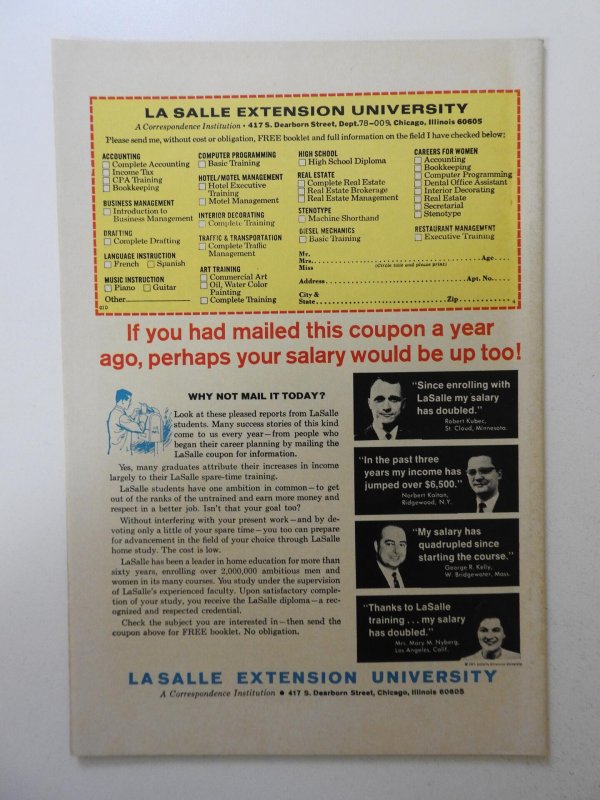 LA SALLE EXTENSION UNIVERSITY
A Correspondence Institution • 417 S. Dearborn Street, Dept. 78-009, Chicago, Illinois 60605
Please send me, without cost or obligation, FREE booklet and full information on the field I have checked below:
ACCOUNTING
Complete Accounting
Income Tax
CPA Training
Bookkeeping
BUSINESS MANAGEMENT
Introduction to
Business Management
DRAFTING
Complete Drafting
LANGUAGE INSTRUCTION
French Spanish
MUSIC INSTRUCTION
Piano Guitar
Other
COMPUTER PROGRAMMING
Basic Training
HOTEL/MOTEL MANAGEMENT
Hotel Executive
Training
Motel Management
INTERIOR DECORATING
Complete Training
TRAFFIC & TRANSPORTATION
Complete Traffic
Management
ART TRAINING
Commercial Art
Oil, Water Color
Painting
Complete Training
HIGH SCHOOL
High School Diploma
REAL ESTATE
Complete Real Estate
Real Estate Brokerage
Real Estate Management
STENOTYPE
Machine Shorthand
DIESEL MECHANICS
Basic Training
CAREERS FOR WOMEN
Accounting
Bookkeeping
Computer Programming
Dental Office Assistant
Interior Decorating
Real Estate
Secretarial
Stenotype
RESTAURANT MANAGEMENT
Executive Training
Mr.
Mrs. Age
Miss (Circle title and please print)
Address Apt. No.
City &
State Zip
4
If you had mailed this coupon a year
ago, perhaps your salary would be up too!
WHY NOT MAIL IT TODAY?
Look at these pleased reports from LaSalle
students. Many success stories of this kind
come to us every year—from people who
began their career planning by mailing the
LaSalle coupon for information.
Yes, many graduates attribute their increases in income
largely to their LaSalle spare-time training.
LaSalle students have one ambition in common—to get
out of the ranks of the untrained and earn more money and
respect in a better job. Isn't that your goal too?
Without interfering with your present work—and by de-
voting only a little of your spare time—you too can prepare
for advancement in the field of your choice through LaSalle
home study. The cost is low.
LaSalle has been a leader in home education for more than
sixty years, enrolling over 2,000,000 ambitious men and
women in its many courses. You study under the supervision
of LaSalle's experienced faculty. Upon satisfactory comple-
tion of your study, you receive the LaSalle diploma—a rec-
ognized and respected credential.
Check the subject you are interested in—then send the
coupon above for FREE booklet. No obligation.
"Since enrolling with
LaSalle my salary
has doubled."
Robert Kubec,
St. Cloud, Minnesota.
"In the past three
years my income has
jumped over $6,500."
Norbert Kaitan,
Ridgewood, N.Y.
"My salary has
quadrupled since
starting the course."
George R. Kelly,
W. Bridgewater, Mass.
"Thanks to LaSalle
training . . . my salary
has doubled."
Mrs. Mary M. Nyberg,
Los Angeles, Calif.
LA SALLE EXTENSION UNIVERSITY
A Correspondence Institution • 417 S. Dearborn Street, Chicago, Illinois 60605